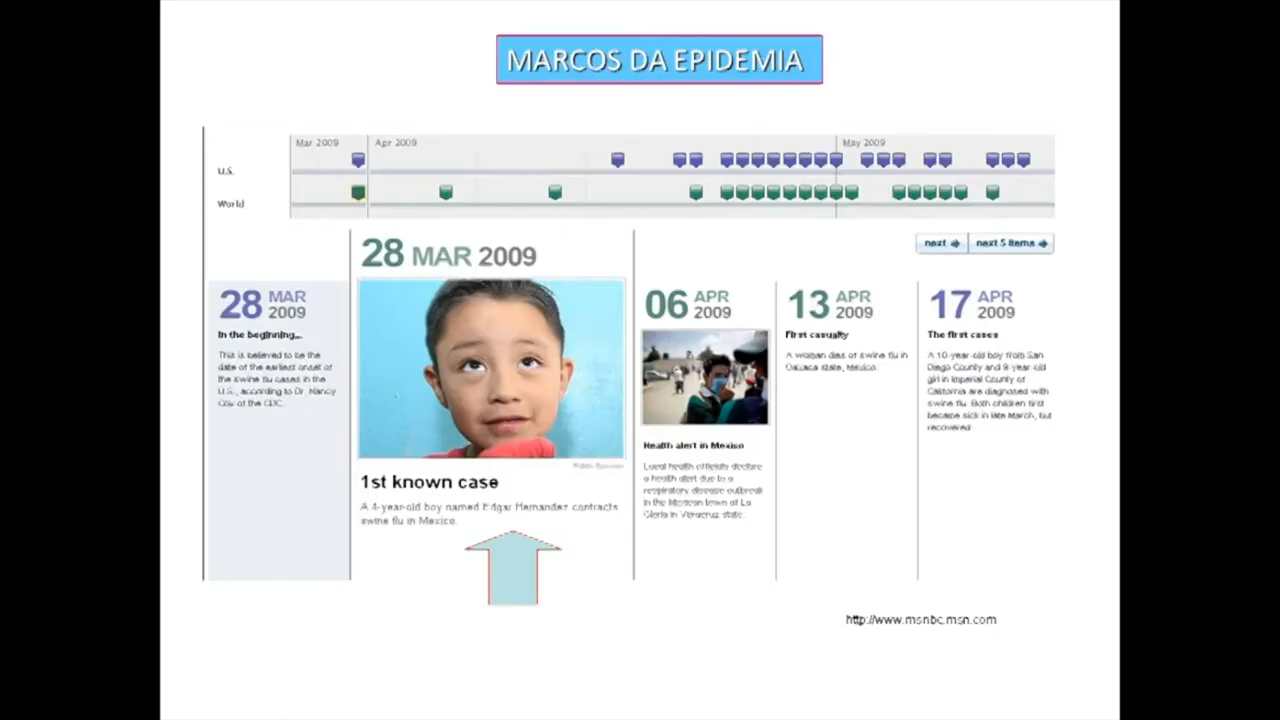 MARCOS DA EPIDEMIA
Mar 2009
Apr 2009
May 2009
U.S.
World
next
next 5 items
28 MAR 2009
In the beginning...
This is believed to be the
date of the earliest onset of
the swine flu cases in the
U.S., according to Dr. Nancy
Cox of the CDC.
28 MAR 2009
1st known case
A 4-year-old boy named Edgar Hernandez contracts
swine flu in Mexico.
06 APR 2009
Health alert in Mexico
Local health officials declare
a health alert due to a
respiratory disease outbreak
in the Mexican town of La
Gloria in Veracruz state.
13 APR 2009
First casualty
A woman dies of swine flu in
Oaxaca state, Mexico.
17 APR 2009
The first cases
A 10-year-old boy from San
Diego County and 9-year-old
girl in Imperial County of
California are diagnosed with
swine flu. Both children first
became sick in late March, but
recovered.
http://www.msnbc.msn.com